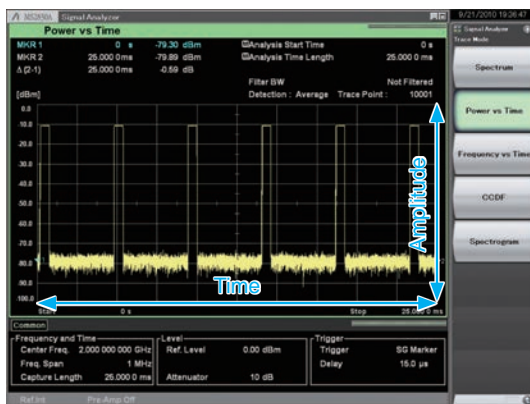 MS2690A Signal Analyzer
9/21/2010 19:26:47
Power vs Time
MKR 1 0 s -79.30 dBm Analysis Start Time 0 s
MKR 2 25.000 0ms -79.89 dBm Analysis Time Length 25.000 0ms
Δ(2-1) 25.000 0ms -0.59 dB
Filter BW Not Filtered
[dBm] Detection : Average Trace Point : 10001
0.0
-10.0
-20.0
-30.0
-40.0
-50.0
-60.0
-70.0
-80.0
-90.0
-100.0
Amplitude
Time
Start 0 s Stop 25.000 0 ms
Common
Frequency and Time
Center Freq. 2.000 000 000 GHz
Freq. Span 1 MHz
Capture Length 25.000 0 ms
Level
Ref. Level 0.00 dBm
Attenuator 10 dB
Trigger
Trigger SG Marker
Delay 15.0 µs
Ref.Int Pre-Amp Off
Signal Analyzer
Trace Mode
Spectrum
Power vs Time
Frequency vs Time
CCDF
Spectrogram